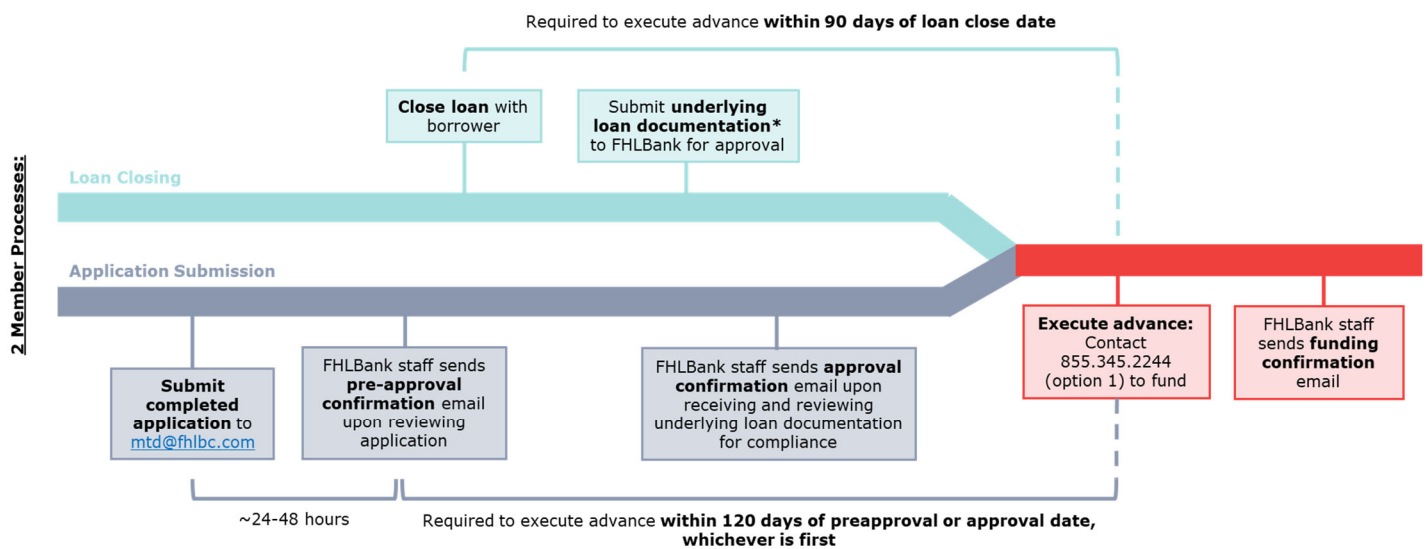 Required to execute advance within 90 days of loan close date
Close loan with
borrower
Submit underlying
loan documentation*
to FHLBank for approval
2 Member Processes:
Loan Closing
Application Submission
Submit
completed
application to
mtd@fhlbc.com
FHLBank staff sends
pre-approval
confirmation email
upon reviewing
application
FHLBank staff sends approval
confirmation email upon
receiving and reviewing
underlying loan documentation
for compliance
Execute advance:
Contact
855.345.2244
(option 1) to fund
FHLBank staff
sends funding
confirmation
email
~24-48 hours
Required to execute advance within 120 days of preapproval or approval date,
whichever is first